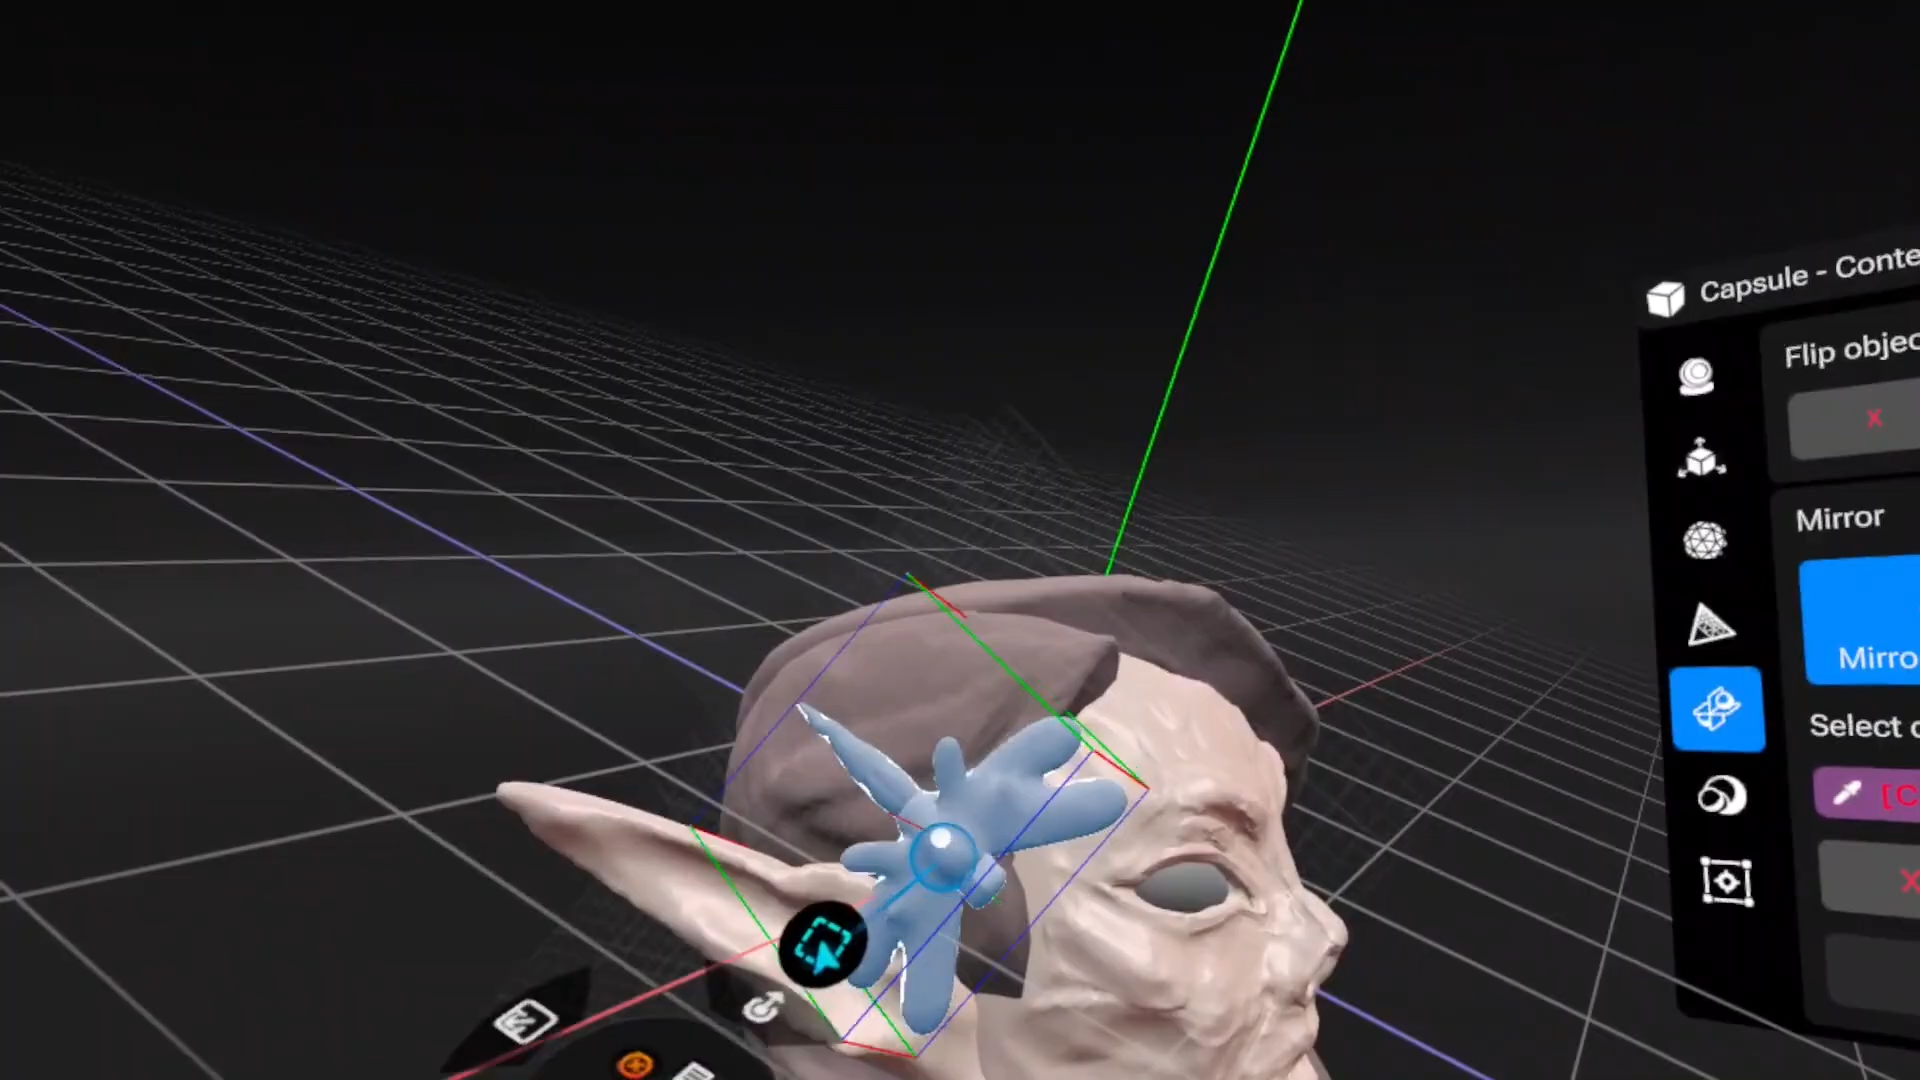 Capsule - Conte
Flip objec
X
Mirror
Mirro
Select o
[C
X